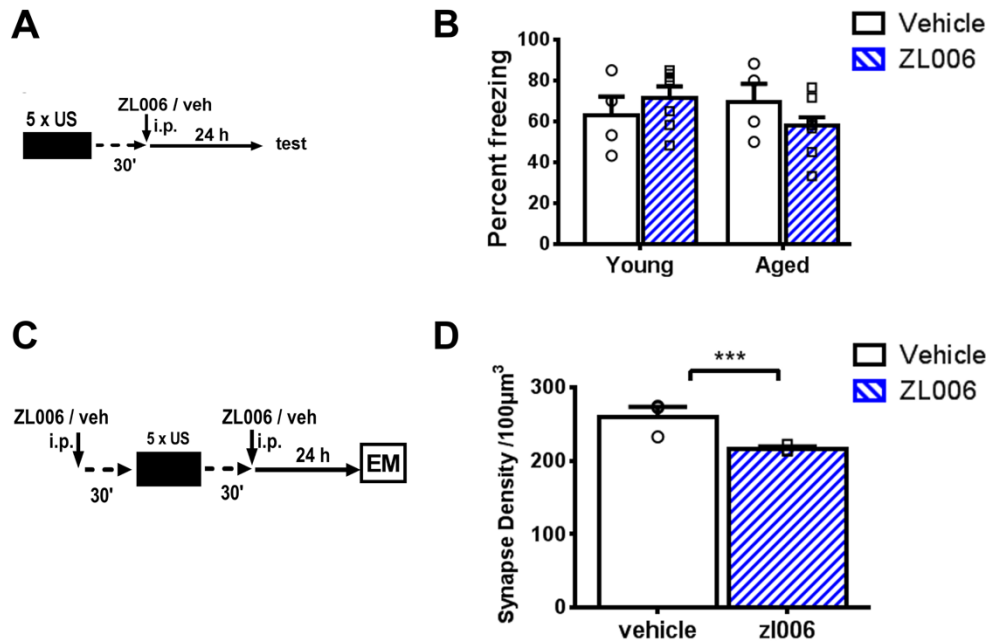 A
5 x US
ZL006 / veh
i.p.
24 h
30'
test
B
Percent freezing
100
80
60
40
20
0
Young
Aged
Vehicle
ZL006
C
ZL006 / veh
i.p.
30'
5 x US
30'
ZL006 / veh
i.p.
24 h
EM
D
Synapse Density /100µm³
300
200
100
0
***
vehicle
zl006
Vehicle
ZL006